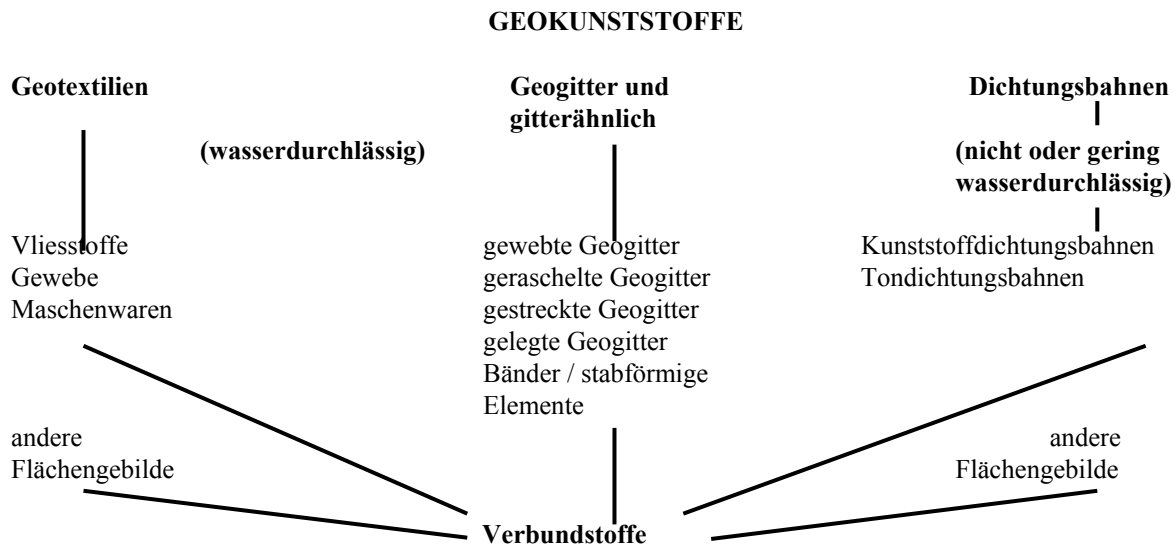 GEOKUNSTSTOFFE
Geotextilien
Geogitter und
gitterähnlich
Dichtungsbahnen
(wasserdurchlässig)
(nicht oder gering
wasserdurchlässig)
Vliesstoffe
Gewebe
Maschenwaren
gewebte Geogitter
geraschelte Geogitter
gestreckte Geogitter
gelegte Geogitter
Bänder / stabförmige
Elemente
Kunststoffdichtungsbahnen
Tondichtungsbahnen
andere
Flächengebilde
andere
Flächengebilde
Verbundstoffe